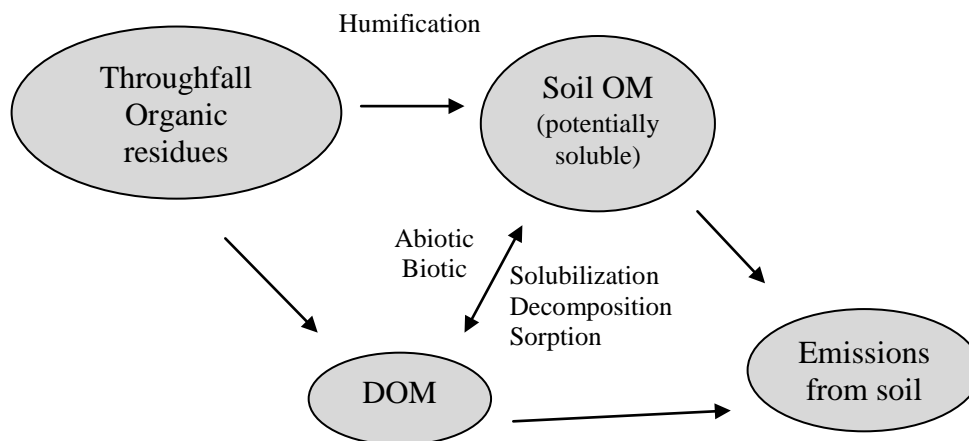 Humification
Throughfall
Organic
residues
Soil OM
(potentially
soluble)
Abiotic
Biotic
Solubilization
Decomposition
Sorption
DOM
Emissions
from soil